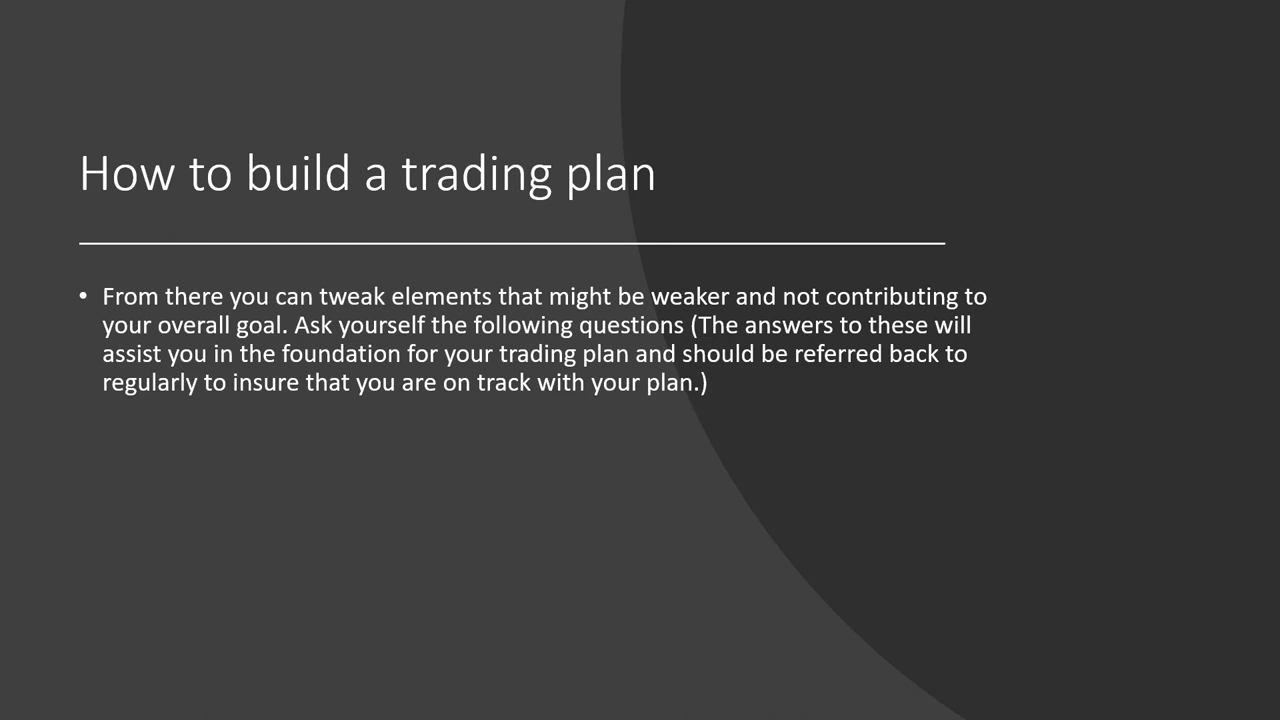 How to build a trading plan
• From there you can tweak elements that might be weaker and not contributing to
your overall goal. Ask yourself the following questions (The answers to these will
assist you in the foundation for your trading plan and should be referred back to
regularly to insure that you are on track with your plan.)